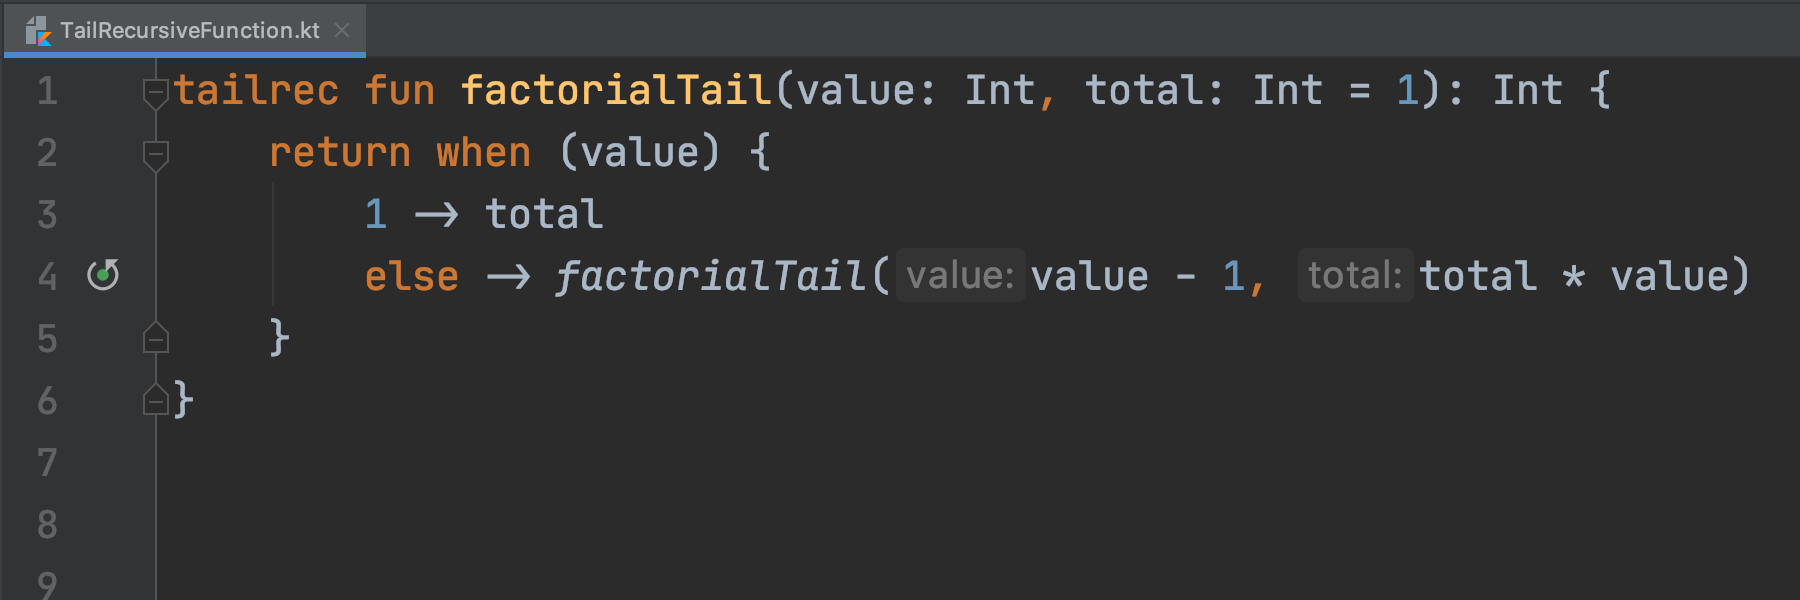 TailRecursiveFunction.kt
1 tailrec fun factorialTail(value: Int, total: Int = 1): Int {
2 return when (value) {
3 1 -> total
4 else -> factorialTail( value: value - 1, total: total * value)
5 }
6 }
7
8
9